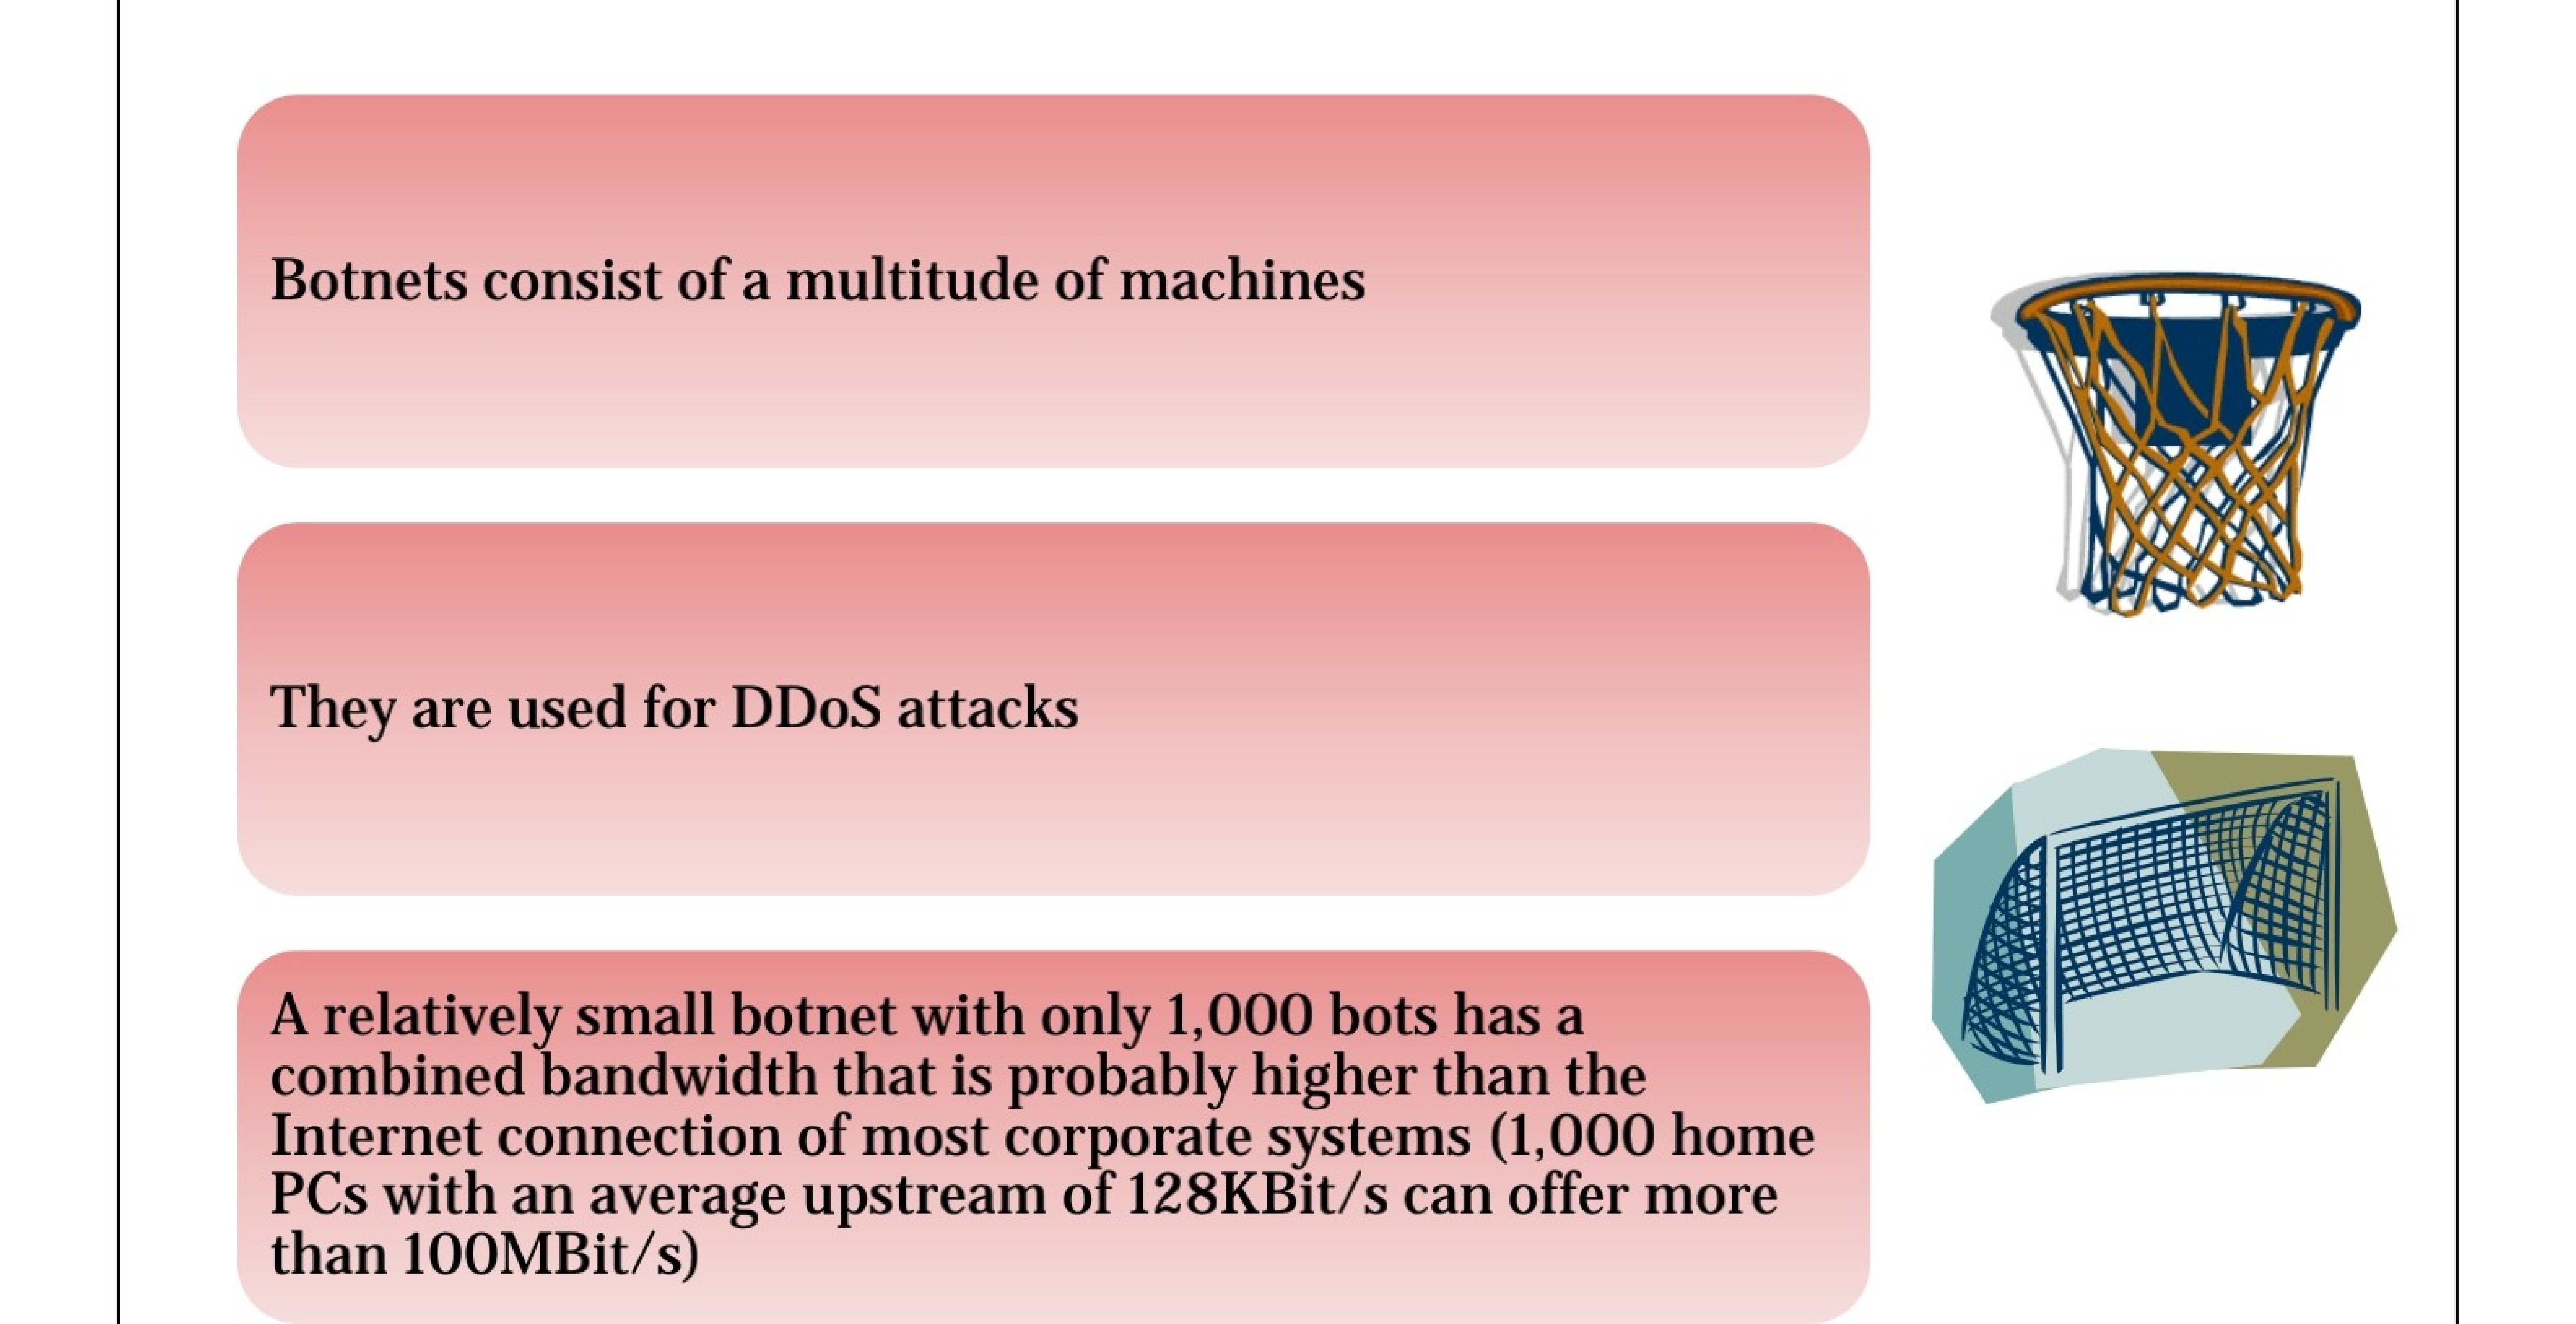 Botnets consist of a multitude of machines
They are used for DDoS attacks
A relatively small botnet with only 1,000 bots has a
combined bandwidth that is probably higher than the
Internet connection of most corporate systems (1,000 home
PCs with an average upstream of 128KBit/s can offer more
than 100MBit/s)